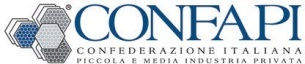 ® CONFAPI
CONFEDERAZIONE ITALIANA
PICCOLA E MEDIA INDUSTRIA PRIVATA